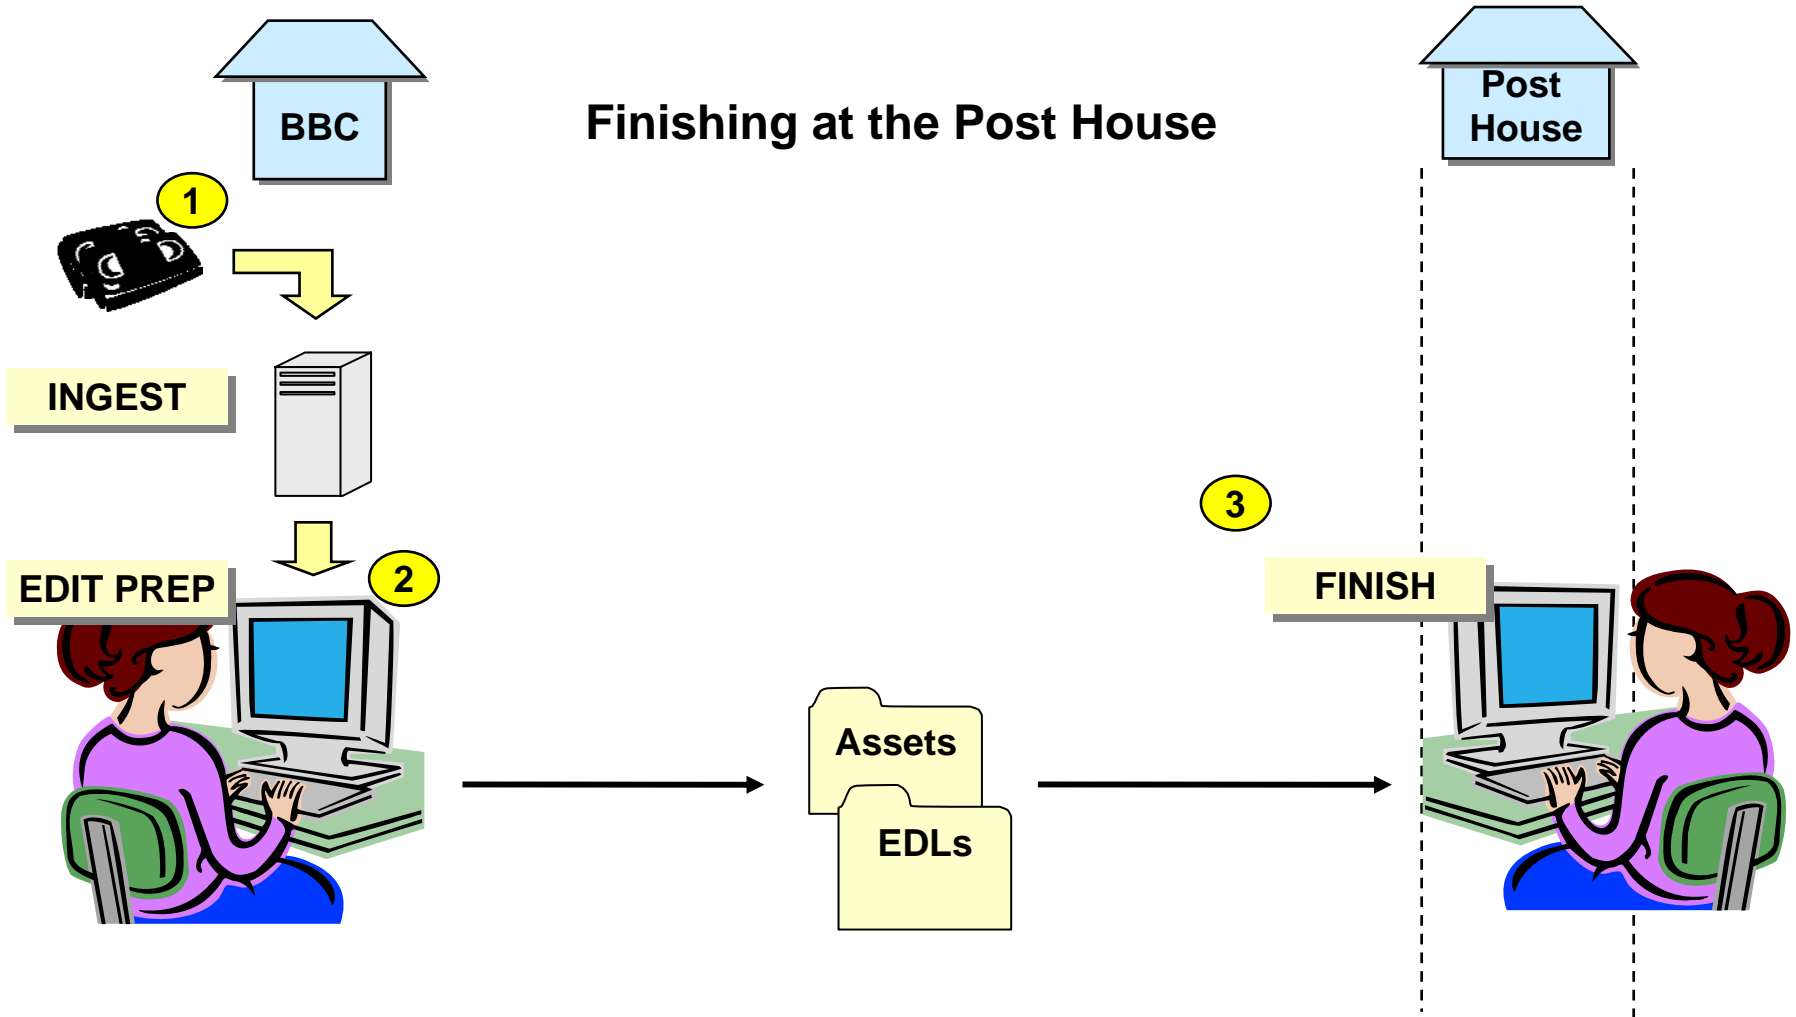 BBC
Finishing at the Post House
Post
House
1
INGEST
EDIT PREP
2
3
FINISH
Assets
EDLs